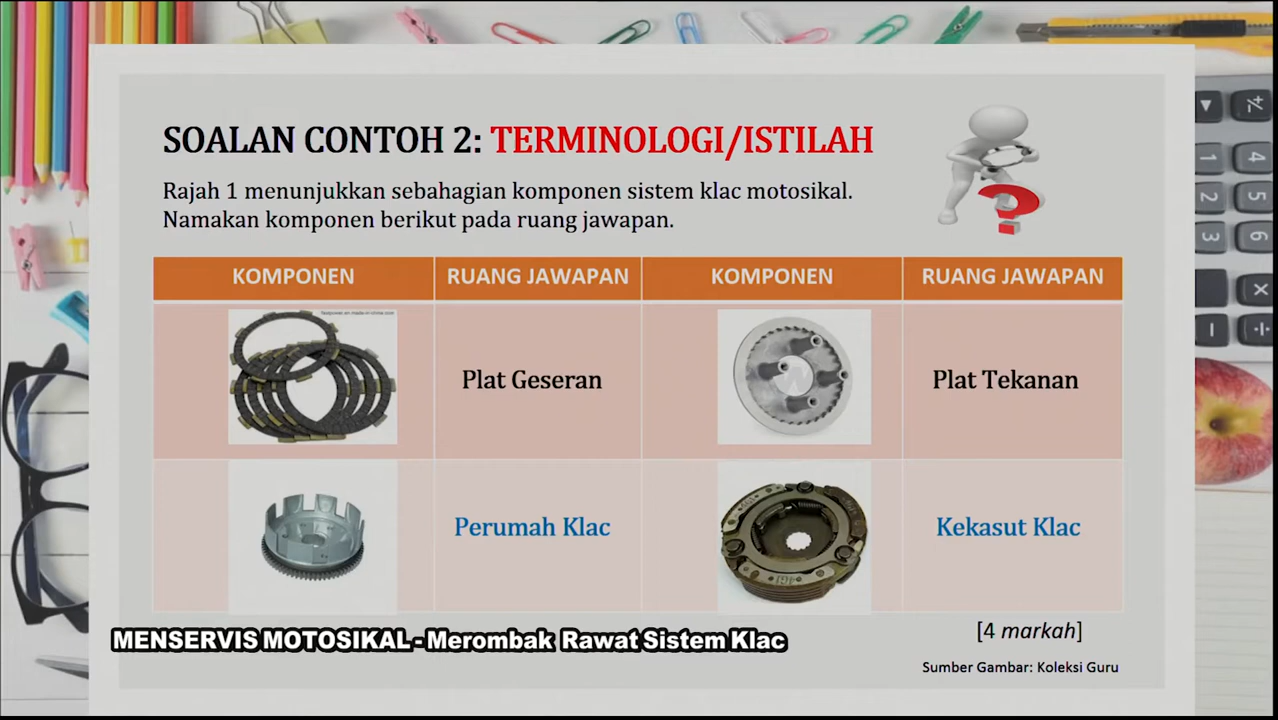 SOALAN CONTOH 2: TERMINOLOGI/ISTILAH
Rajah 1 menunjukkan sebahagian komponen sistem klac motosikal.
Namakan komponen berikut pada ruang jawapan.
KOMPONEN RUANG JAWAPAN KOMPONEN RUANG JAWAPAN
Plat Geseran Plat Tekanan
Perumah Klac Kekasut Klac
[4 markah]
MENSERVIS MOTOSIKAL - Merombak Rawat Sistem Klac
Sumber Gambar: Koleksi Guru